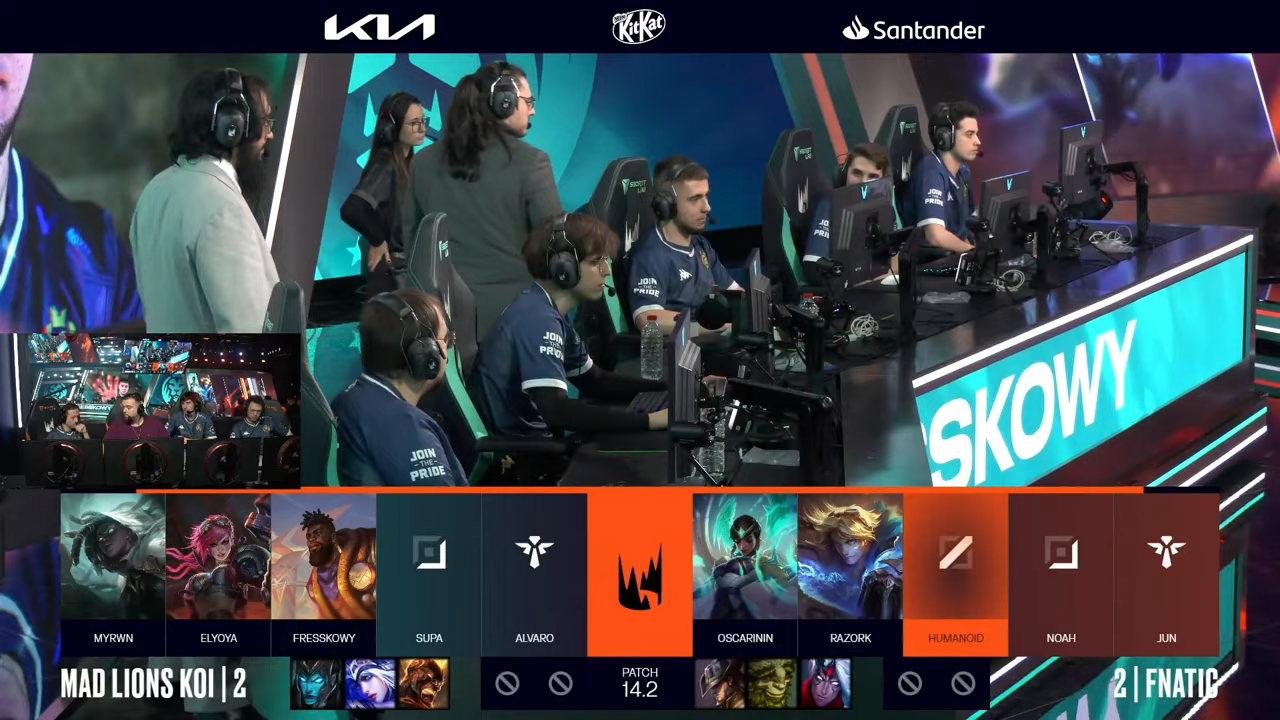 KIA
KitKat
Santander
JOIN
THE
PRIDE
JOIN
THE
PRIDE
JOIN
THE
PRIDE
JOIN
THE
PRIDE
SKOWY
MYRWN
ELYOYA
FRESSKOWY
SUPA
ALVARO
OSCARININ
RAZORK
HUMANOID
NOAH
JUN
MAD LIONS KOI | 2
PATCH
14.2
2 | FNATIC